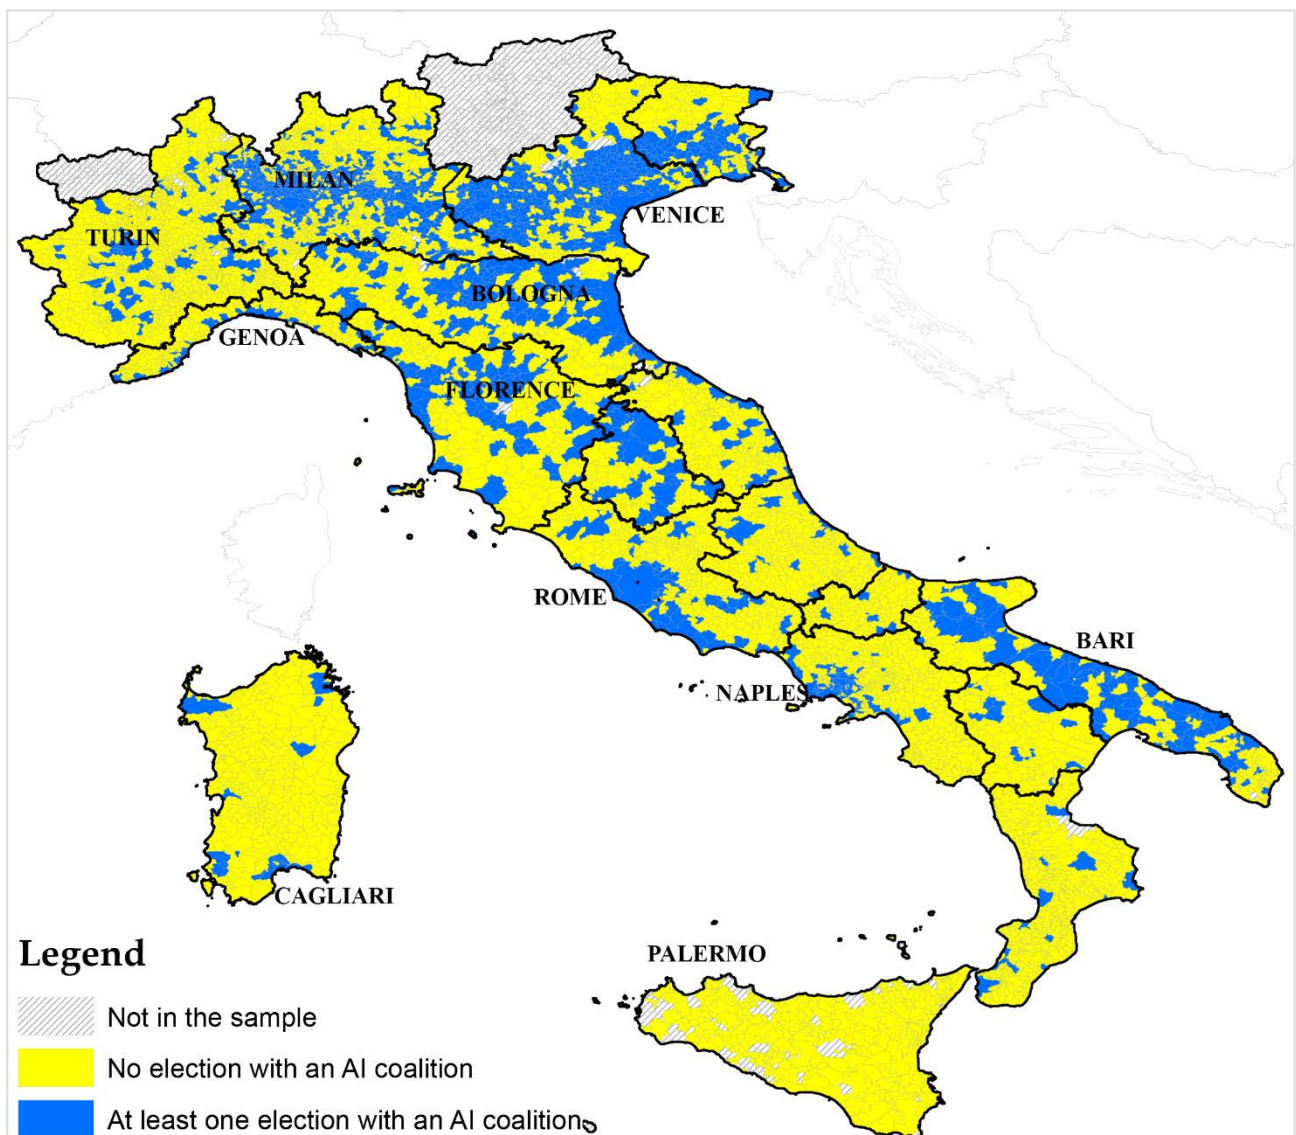 MILAN
VENICE
TURIN
BOLOGNA
GENOA
FLORENCE
ROME
BARI
NAPLES
CAGLIARI
PALERMO
Legend
Not in the sample
No election with an AI coalition
At least one election with an AI coalition